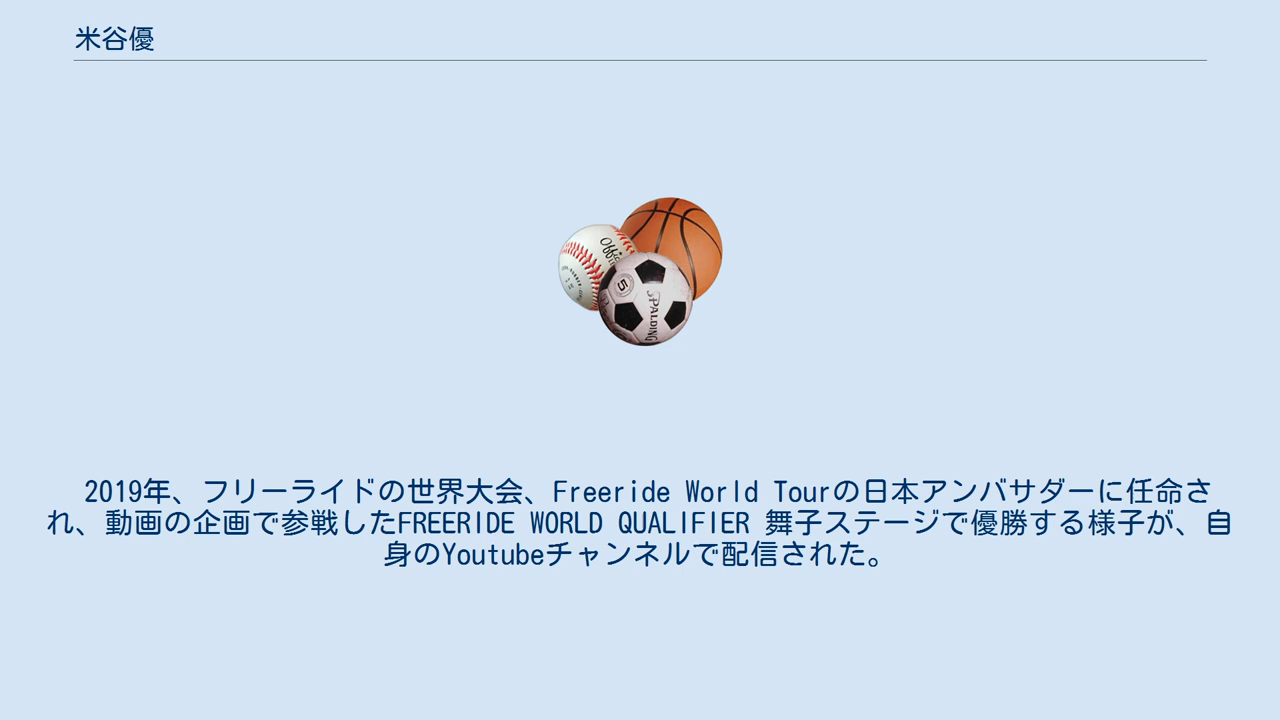 米谷優
Official
5
SPALDING
2019年、フリーライドの世界大会、Freeride World Tourの日本アンバサダーに任命さ
れ、動画の企画で参戦したFREERIDE WORLD QUALIFIER 舞子ステージで優勝する様子が、自
身のYoutubeチャンネルで配信された。